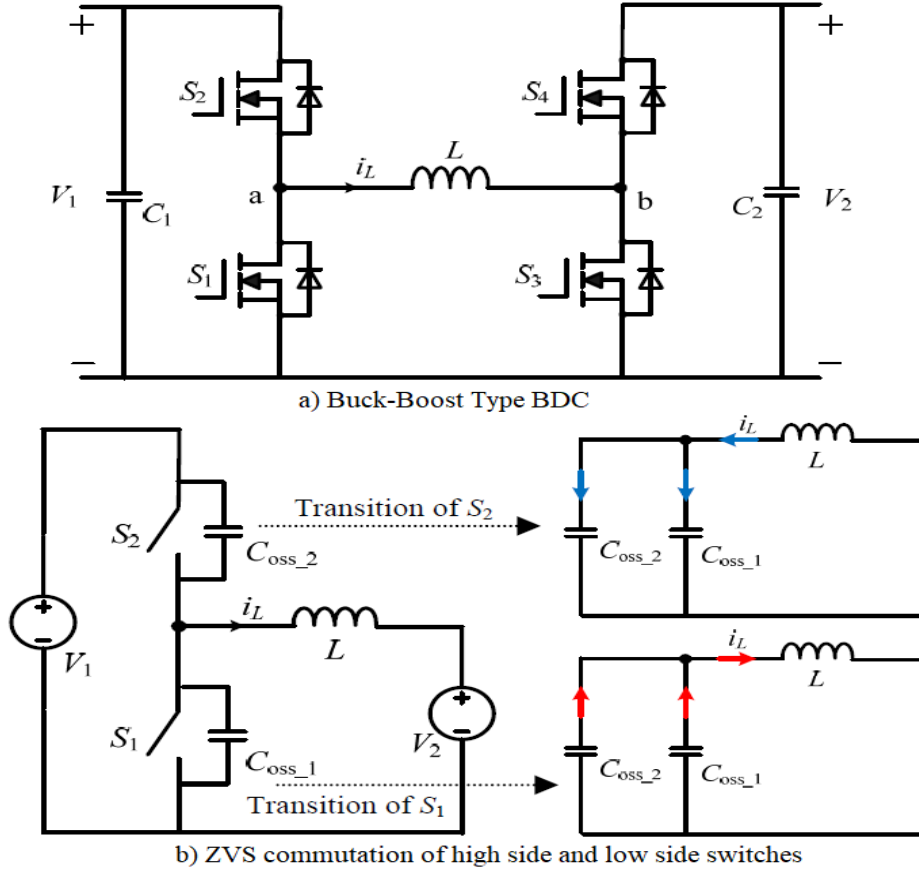 +
+
S2
S4
iL
L
V1
C1
a
b
C2
V2
S1
S3
−
−
a) Buck-Boost Type BDC
S2
Coss_2
Transition of S2
iL
L
Coss_2
Coss_1
V1
+
-
iL
L
S1
Coss_1
V2
+
-
Transition of S1
iL
L
Coss_2
Coss_1
b) ZVS commutation of high side and low side switches